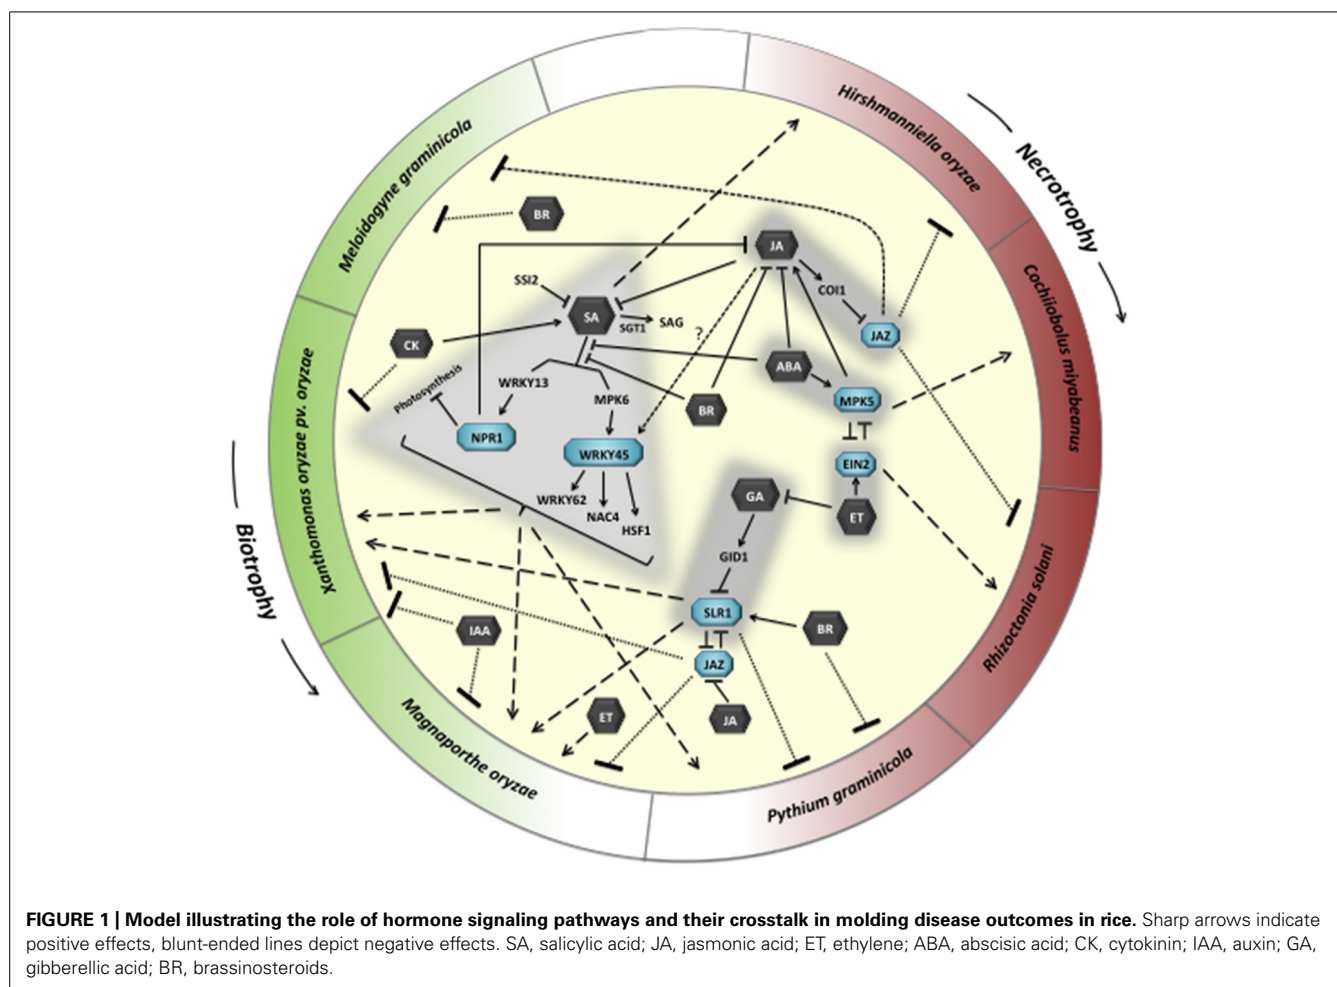 Hirshmanniella oryzae
Necrotrophy
Meloidogyne graminicola
Cochiiobolus miyabeanus
Xanthomonas oryzae pv. oryzae
Biotrophy
Rhizoctonia solani
Magnaporthe oryzae
Pythium graminicola
BR
JA
SSI2
COI1
SA
SGT1
SAG
?
JAZ
CK
ABA
Photosynthesis
WRKY13
MPK6
BR
MPK5
NPR1
WRKY45
EIN2
WRKY62
NAC4
HSF1
GA
ET
GID1
SLR1
BR
IAA
JAZ
ET
JA
FIGURE 1 | Model illustrating the role of hormone signaling pathways and their crosstalk in molding disease outcomes in rice. Sharp arrows indicate
positive effects, blunt-ended lines depict negative effects. SA, salicylic acid; JA, jasmonic acid; ET, ethylene; ABA, abscisic acid; CK, cytokinin; IAA, auxin; GA,
gibberellic acid; BR, brassinosteroids.